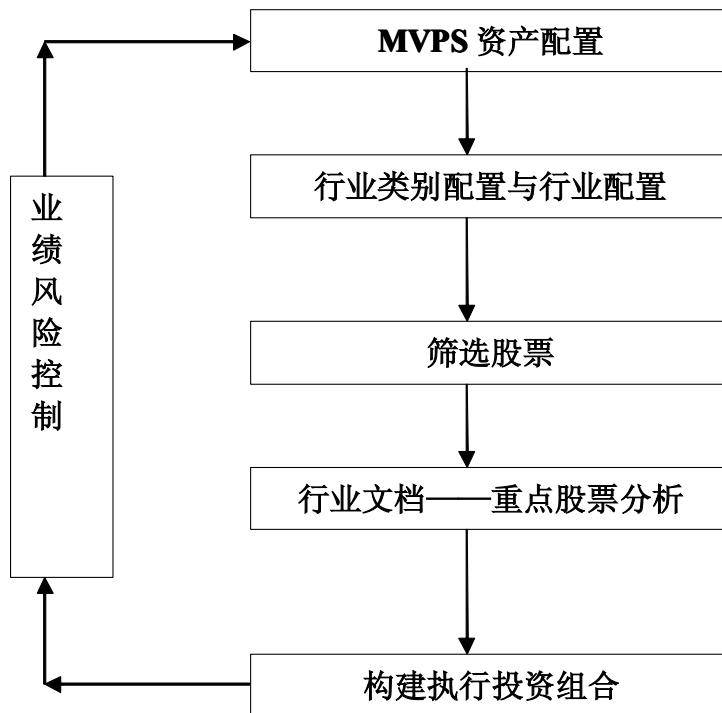 MVPS 资产配置
行业类别配置与行业配置
筛选股票
行业文档——重点股票分析
构建执行投资组合
业
绩
风
险
控
制